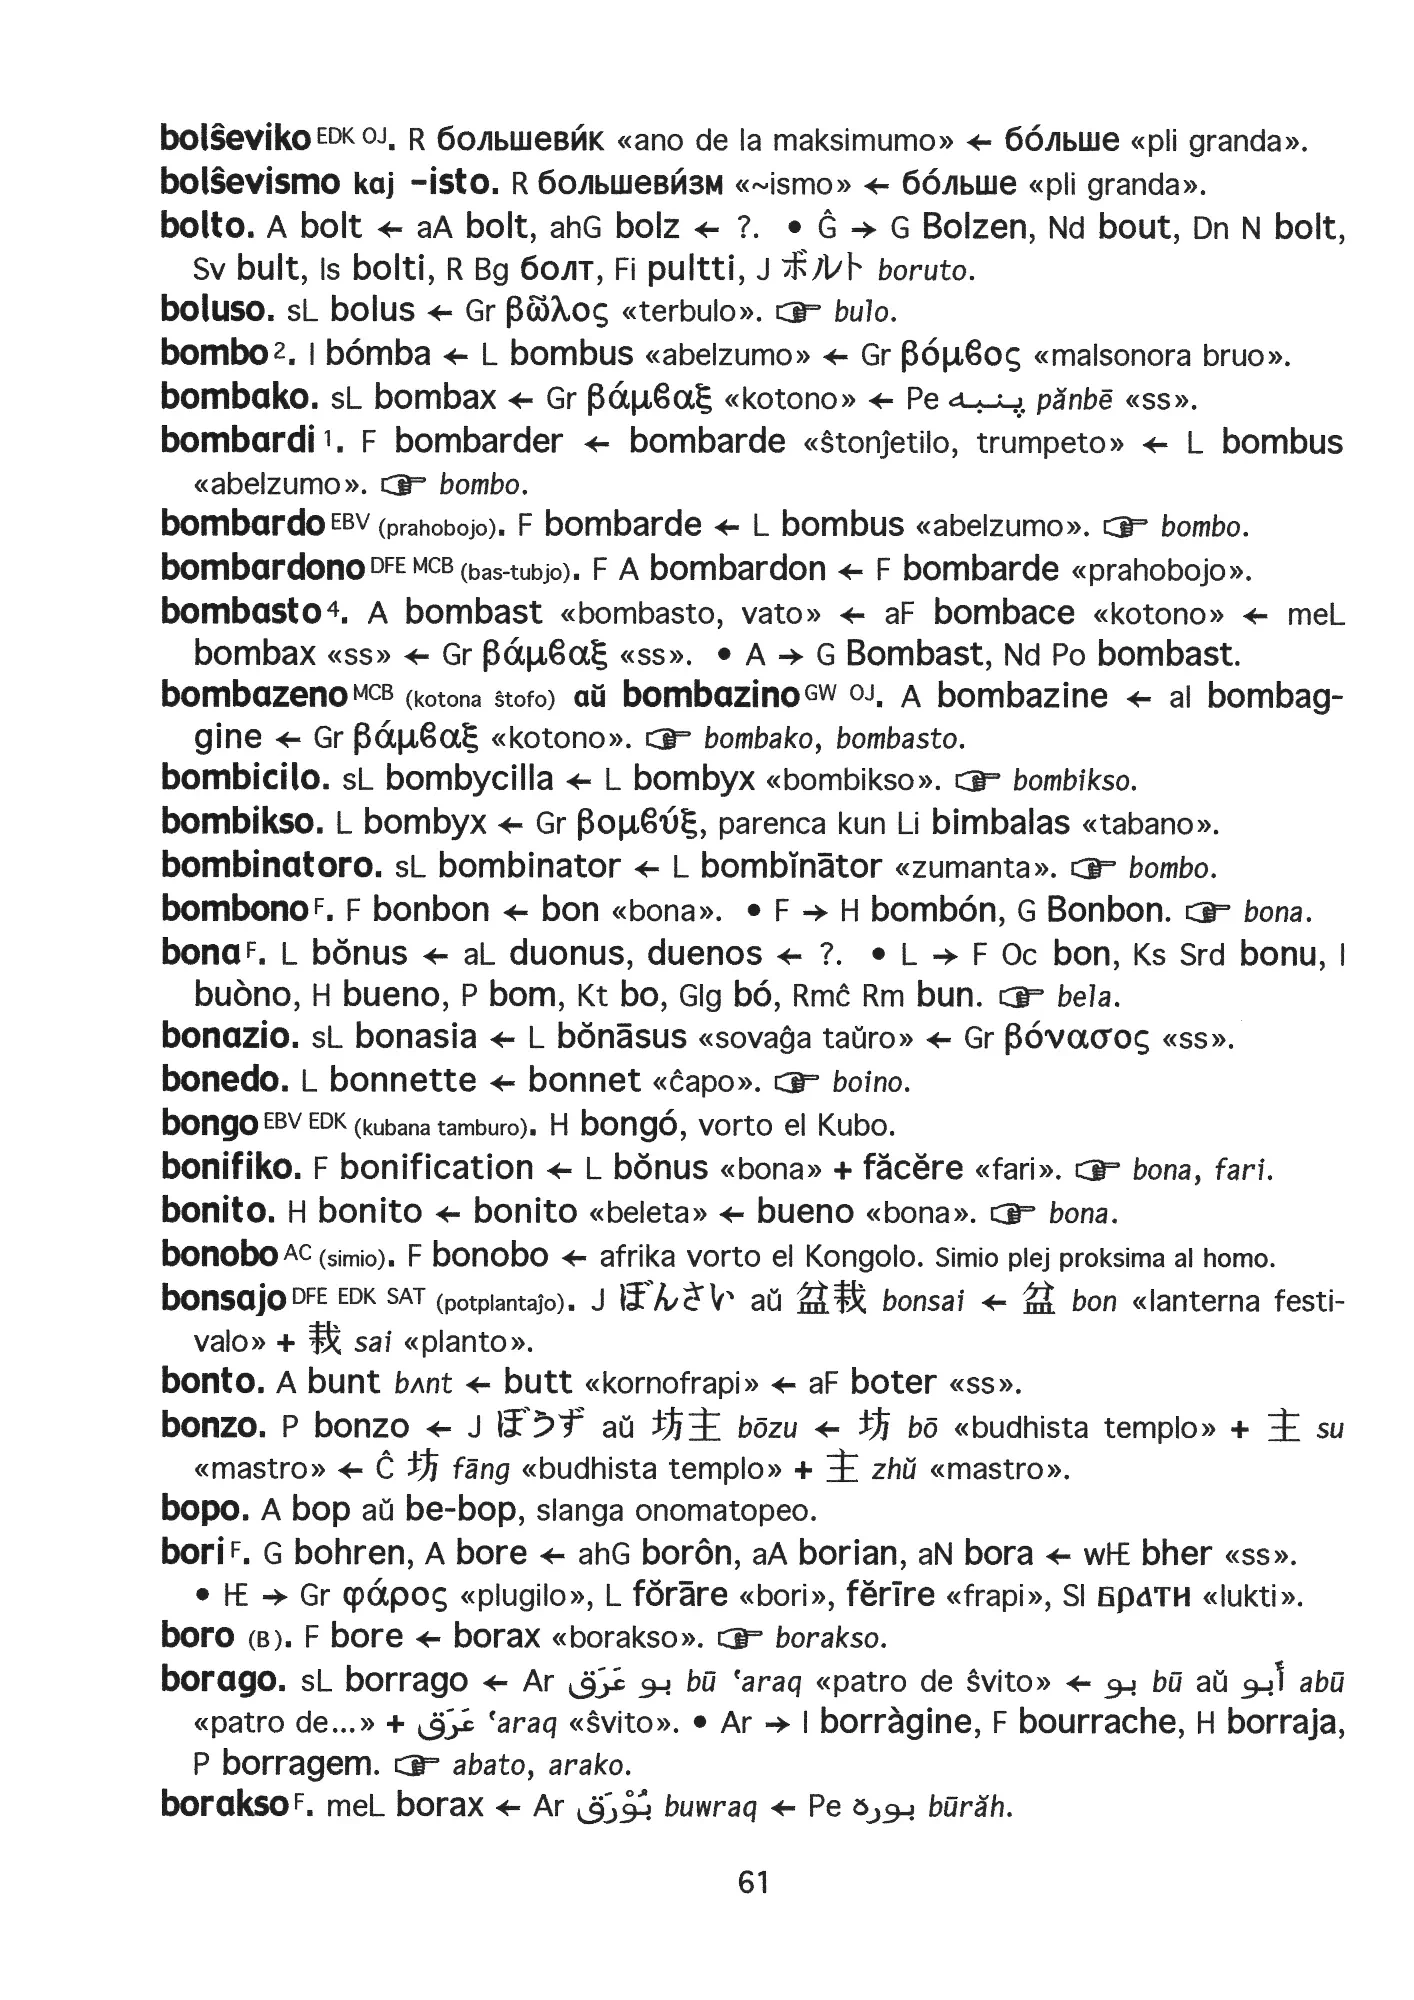 bolŝeviko EDK OJ. R большеви́к «ano de la maksimumo» ← бо́льше «pli granda».
bolŝevismo kaj -isto. R большеви́зм «~ismo» ← бо́льше «pli granda».
bolto. A bolt ← aA bolt, ahG bolz ← ?. • Ĝ → G Bolzen, Nd bout, Dn N bolt,
Sv bult, Is bolti, R Bg болт, Fi pultti, J ボルト boruto.
boluso. sL bolus ← Gr βῶλος «terbulo». ☞ bulo.
bombo 2. I bómba ← L bombus «abelzumo» ← Gr βόμϐος «malsonora bruo».
bombako. sL bombax ← Gr βάμϐαξ «kotono» ← Pe پنبه pănbē «ss».
bombardi 1. F bombarder ← bombarde «ŝtonĵetilo, trumpeto» ← L bombus
«abelzumo». ☞ bombo.
bombardo EBV (prahobojo). F bombarde ← L bombus «abelzumo». ☞ bombo.
bombardono DFE MCB (bas-tubjo). F A bombardon ← F bombarde «prahobojo».
bombasto 4. A bombast «bombasto, vato» ← aF bombace «kotono» ← meL
bombax «ss» ← Gr βάμϐαξ «ss». • A → G Bombast, Nd Po bombast.
bombazeno MCB (kotona ŝtofo) aŭ bombazino GW OJ. A bombazine ← al bombag-
gine ← Gr βάμϐαξ «kotono». ☞ bombako, bombasto.
bombicilo. sL bombycilla ← L bombyx «bombikso». ☞ bombikso.
bombikso. L bombyx ← Gr βομϐύξ, parenca kun Li bimbalas «tabano».
bombinatoro. sL bombinator ← L bombĭnātor «zumanta». ☞ bombo.
bombono F. F bonbon ← bon «bona». • F → H bombón, G Bonbon. ☞ bona.
bona F. L bŏnus ← aL duonus, duenos ← ?. • L → F Oc bon, Ks Srd bonu, I
buòno, H bueno, P bom, Kt bo, Glg bó, Rmĉ Rm bun. ☞ bela.
bonazio. sL bonasia ← L bŏnāsus «sovaĝa taŭro» ← Gr βόνασος «ss».
bonedo. L bonnette ← bonnet «ĉapo». ☞ boino.
bongo EBV EDK (kubana tamburo). H bongó, vorto el Kubo.
bonifiko. F bonification ← L bŏnus «bona» + făcĕre «fari». ☞ bona, fari.
bonito. H bonito ← bonito «beleta» ← bueno «bona». ☞ bona.
bonobo AC (simio). F bonobo ← afrika vorto el Kongolo. Simio plej proksima al homo.
bonsajo DFE EDK SAT (potplantaĵo). J ぼんさい aŭ 盆栽 bonsai ← 盆 bon «lanterna festi-
valo» + 栽 sai «planto».
bonto. A bunt bʌnt ← butt «kornofrapi» ← aF boter «ss».
bonzo. P bonzo ← J ぼうず aŭ 坊主 bōzu ← 坊 bō «budhista templo» + 主 su
«mastro» ← Ĉ 坊 fāng «budhista templo» + 主 zhŭ «mastro».
bopo. A bop aŭ be-bop, slanga onomatopeo.
bori F. G bohren, A bore ← ahG borôn, aA borian, aN bora ← wĦE bher «ss».
• ĦE → Gr φάρος «plugilo», L fŏrāre «bori», fĕrīre «frapi», Sl брати «lukti».
boro (B). F bore ← borax «borakso». ☞ borakso.
borago. sL borrago ← Ar بو عَرَق bū ‘araq «patro de ŝvito» ← بو bū aŭ أبو abū
«patro de...» + عَرَق ‘araq «ŝvito». • Ar → I borràgine, F bourrache, H borraja,
P borragem. ☞ abato, arako.
borakso F. meL borax ← Ar بُوْرَق buwraq ← Pe بوره būrăh.
61